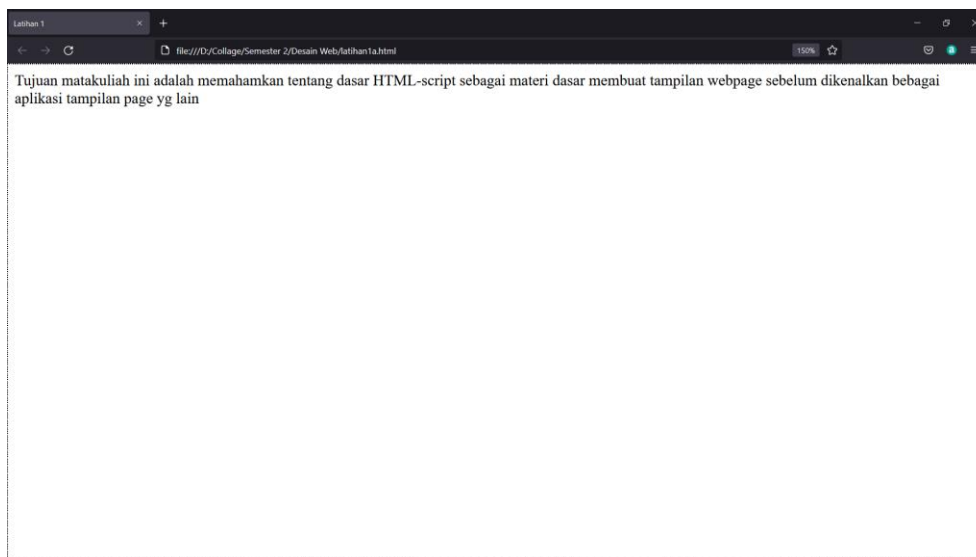 Latihan 1
file:///D:/Collage/Semester 2/Desain Web/latihan1a.html
150%
Tujuan matakuliah ini adalah memahamkan tentang dasar HTML-script sebagai materi dasar membuat tampilan webpage sebelum dikenalkan bebagai
aplikasi tampilan page yg lain